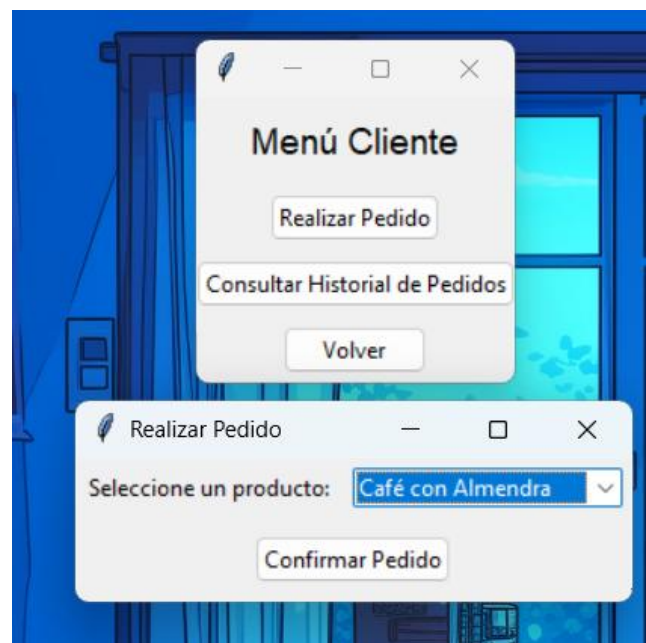 Menú Cliente
Realizar Pedido
Consultar Historial de Pedidos
Volver
Realizar Pedido
Seleccione un producto: Café con Almendra
Confirmar Pedido